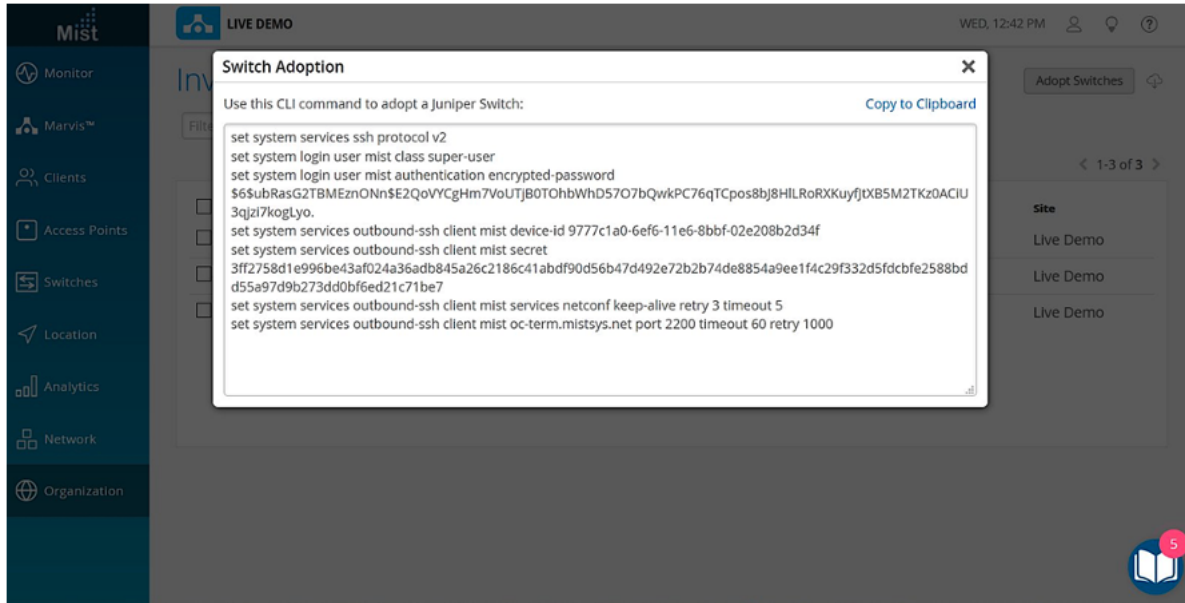 Mist
LIVE DEMO
WED, 12:42 PM
Monitor
Marvis™
Clients
Access Points
Switches
Location
Analytics
Network
Organization
Inv
Adopt Switches
Filte
< 1-3 of 3 >
Site
Live Demo
Live Demo
Live Demo
Switch Adoption
Use this CLI command to adopt a Juniper Switch:
Copy to Clipboard
set system services ssh protocol v2
set system login user mist class super-user
set system login user mist authentication encrypted-password
$6$ubRasG2TBMEznONn$E2QoVYCgHm7VoUTjB0TOhbWhD57O7bQwkPC76qTCpos8bJ8HlLRoRXKuyfJtXB5M2TKz0ACiU
3qjzi7kogLyo.
set system services outbound-ssh client mist device-id 9777c1a0-6ef6-11e6-8bbf-02e208b2d34f
set system services outbound-ssh client mist secret
3ff2758d1e996be43af024a36adb845a26c2186c41abdf90d56b47d492e72b2b74de8854a9ee1f4c29f332d5fdcbfe2588bd
d55a97d9b273dd0bf6ed21c71be7
set system services outbound-ssh client mist services netconf keep-alive retry 3 timeout 5
set system services outbound-ssh client mist oc-term.mistsys.net port 2200 timeout 60 retry 1000
5